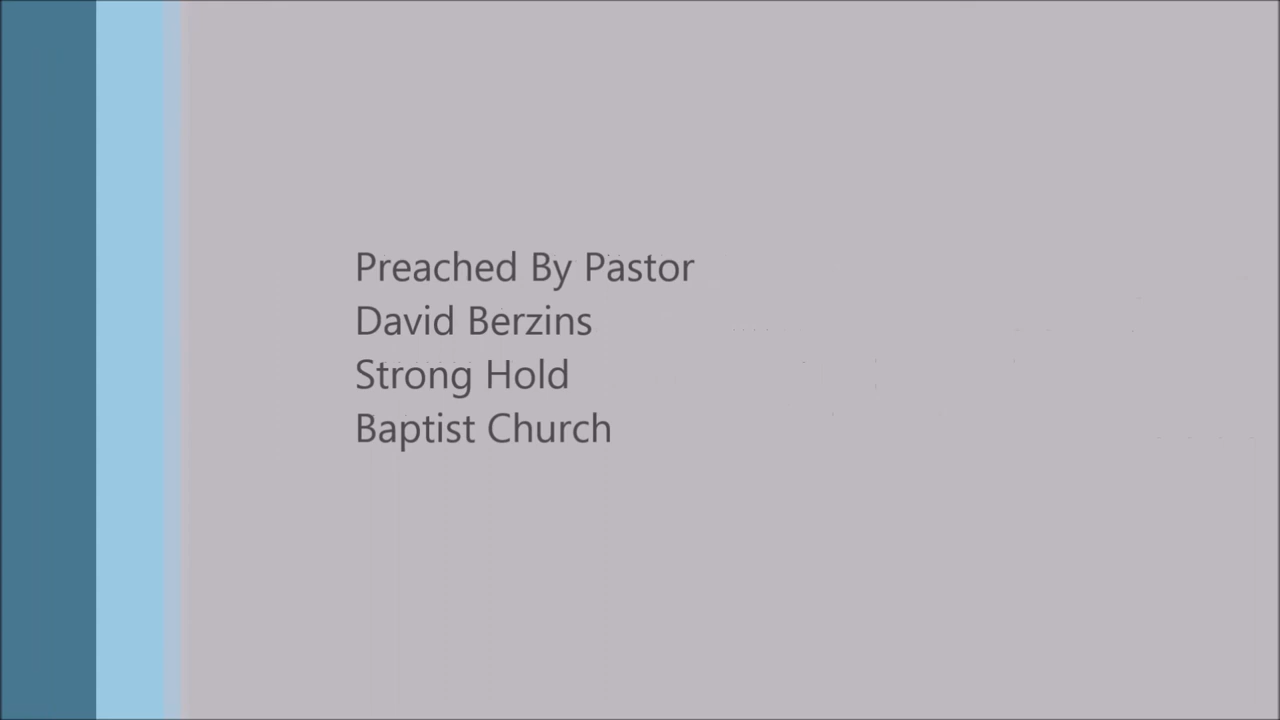 Preached By Pastor
David Berzins
Strong Hold
Baptist Church